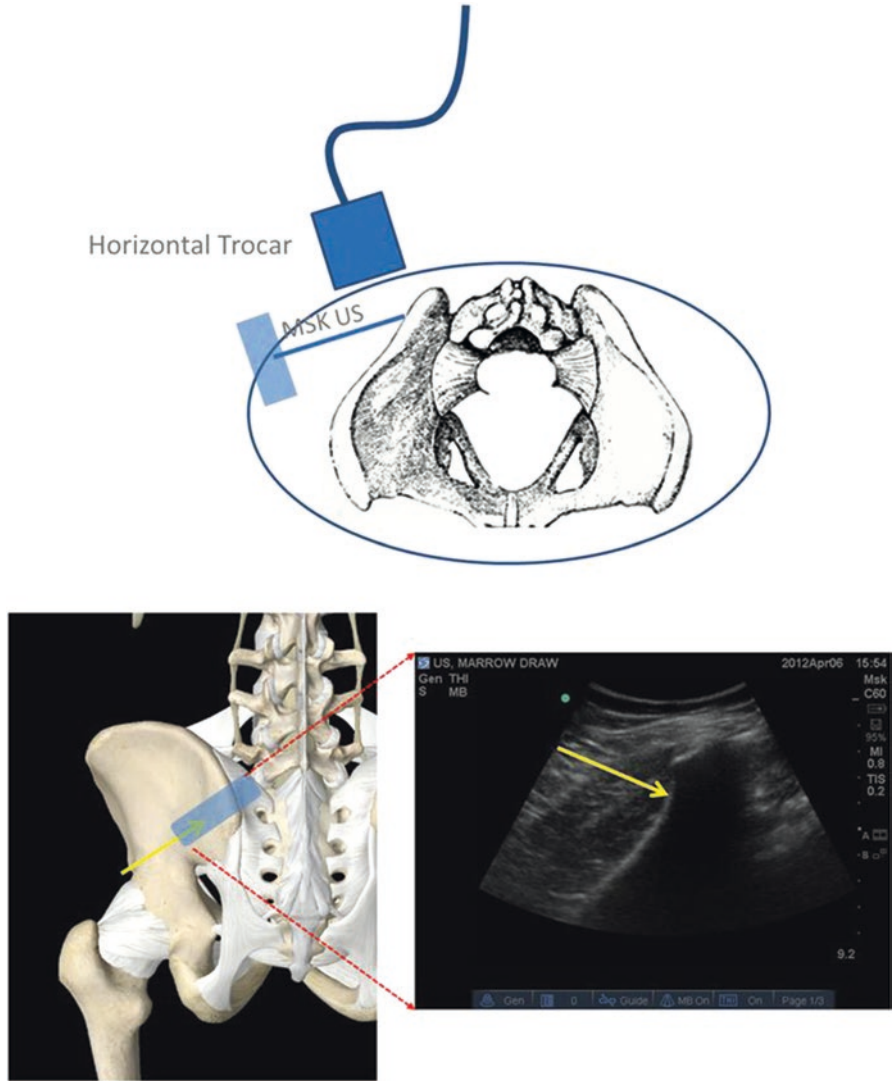 Horizontal Trocar
MSK US
US, MARROW DRAW 2012Apr06 15:54
Gen THI Msk
S MB C60
95%
MI
0.8
TIS
0.2
A
B
9.2
Gen 0 Guide MB On THI On Page 1/3